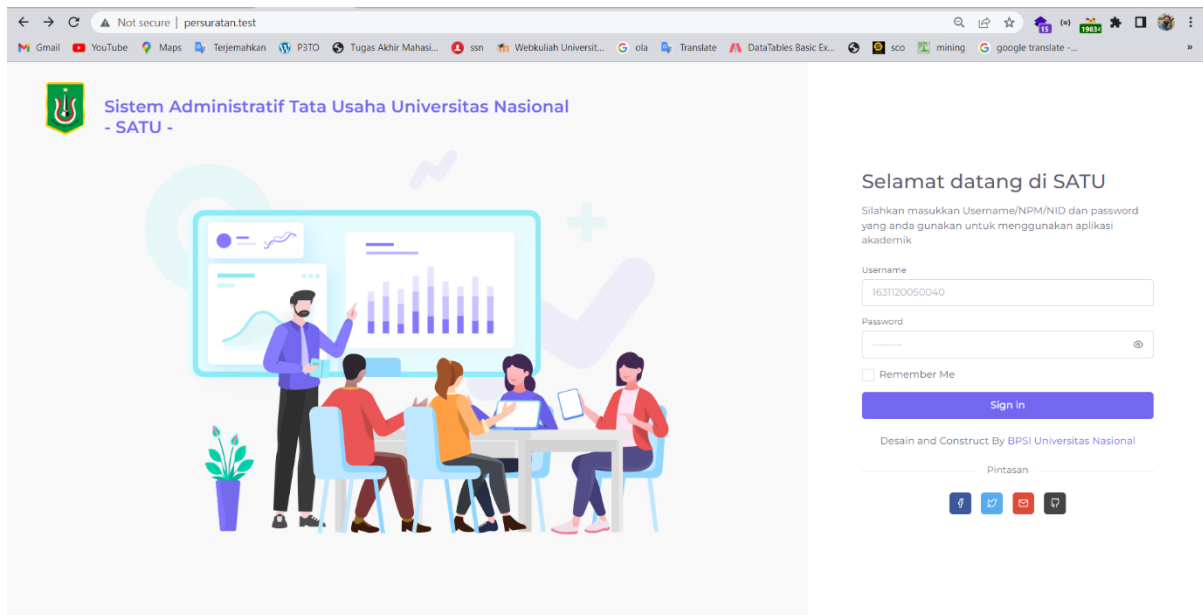 Not secure | persuratan.test
15
19834
Gmail YouTube Maps Terjemahkan P3TO Tugas Akhir Mahasi... ssn Webkuliah Universit... ola Translate DataTables Basic Ex... sco mining google translate -... »
Sistem Administratif Tata Usaha Universitas Nasional
- SATU -
Selamat datang di SATU
Silahkan masukkan Username/NPM/NID dan password
yang anda gunakan untuk menggunakan aplikasi
akademik
Username
1631120050040
Password
Remember Me
Sign in
Desain and Construct By BPSI Universitas Nasional
Pintasan